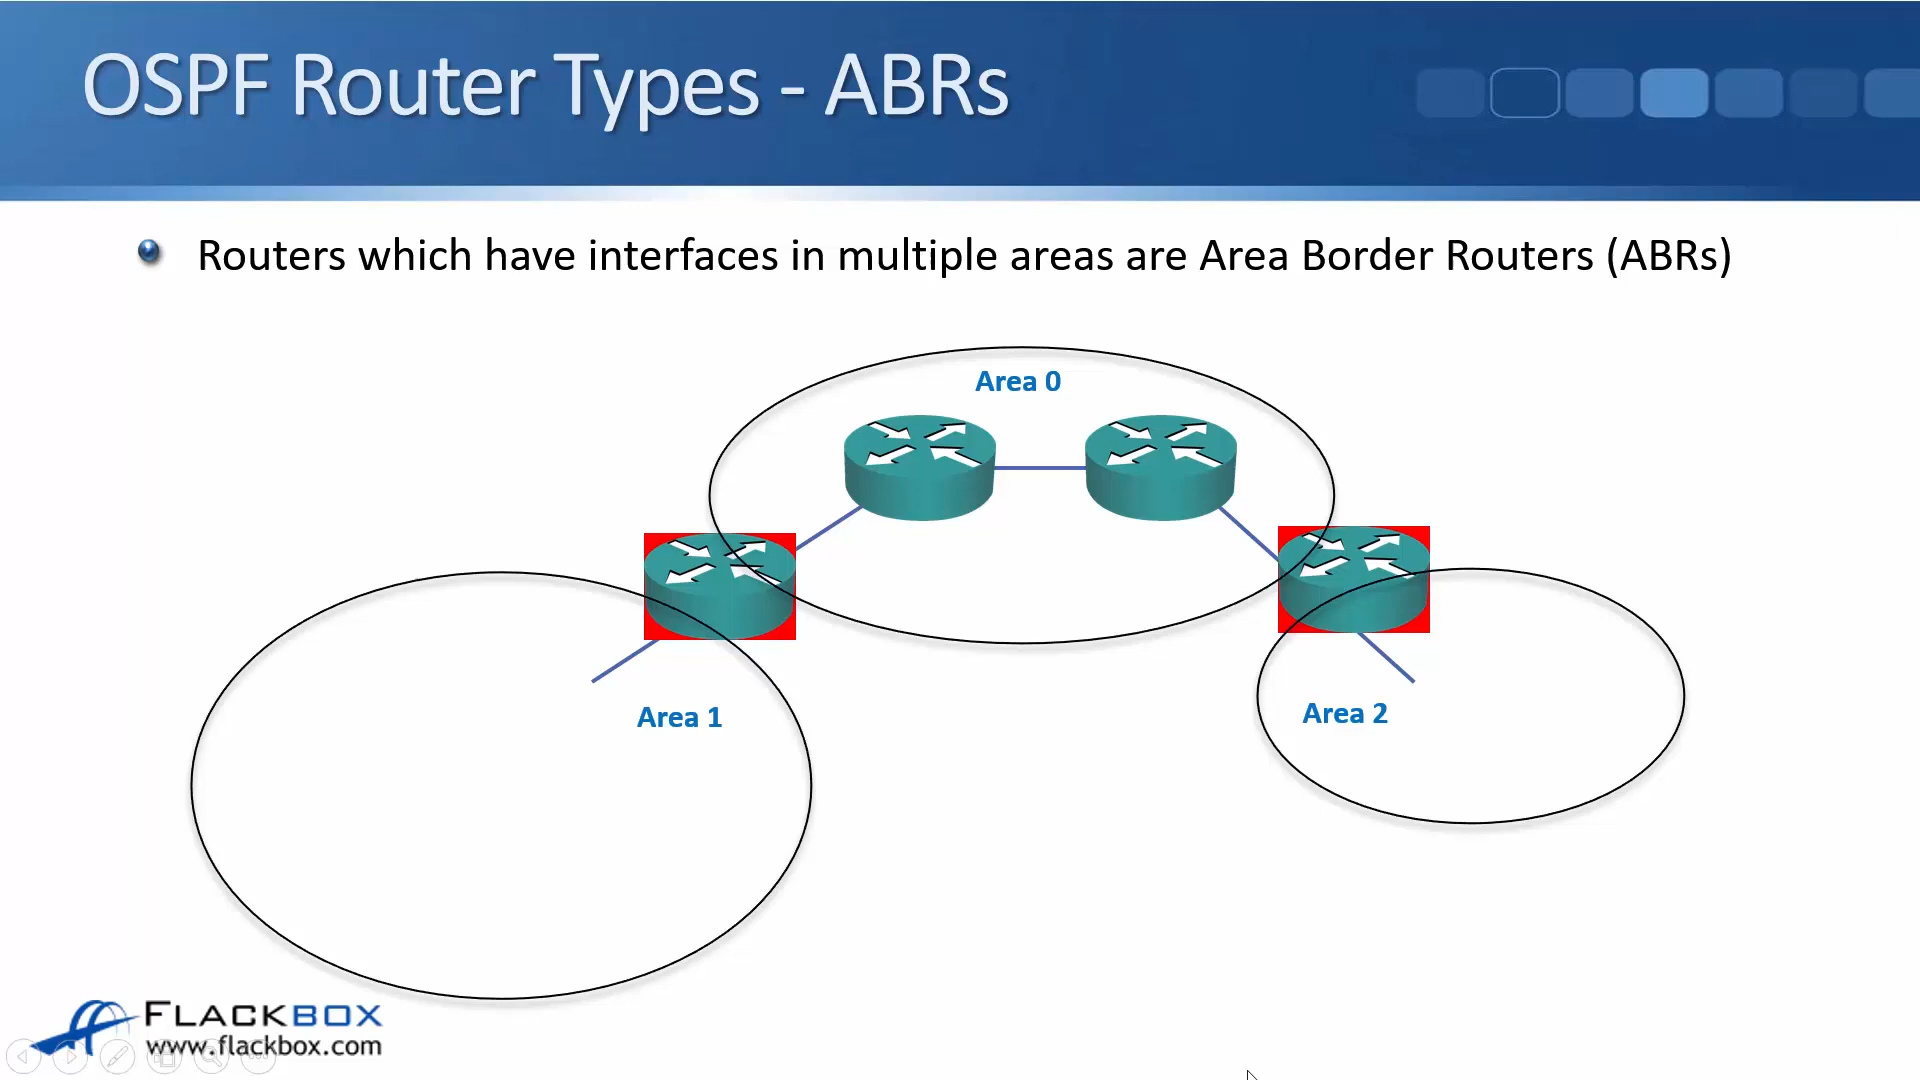 OSPF Router Types - ABRs
Routers which have interfaces in multiple areas are Area Border Routers (ABRs)
Area 0
Area 1
Area 2
FLACKBOX
www.flackbox.com